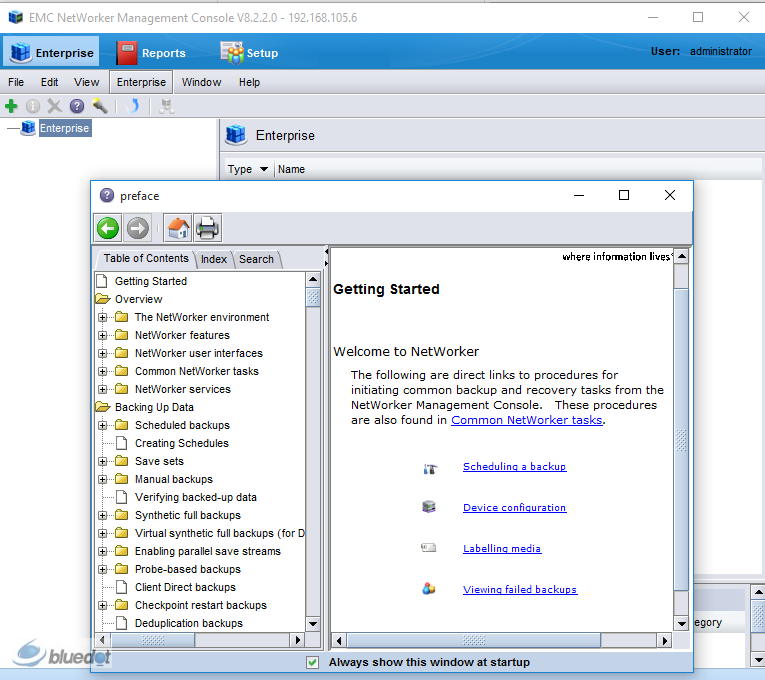 EMC NetWorker Management Console V8.2.2.0 - 192.168.105.6
Enterprise
Reports
Setup
User: administrator
File Edit View Enterprise Window Help
Enterprise
Enterprise
Type Name
preface
Table of Contents Index Search
Getting Started
Overview
The NetWorker environment
NetWorker features
NetWorker user interfaces
Common NetWorker tasks
NetWorker services
Backing Up Data
Scheduled backups
Creating Schedules
Save sets
Manual backups
Verifying backed-up data
Synthetic full backups
Virtual synthetic full backups (for D
Enabling parallel save streams
Probe-based backups
Client Direct backups
Checkpoint restart backups
Deduplication backups
where information lives
Getting Started
Welcome to NetWorker
The following are direct links to procedures for
initiating common backup and recovery tasks from the
NetWorker Management Console. These procedures
are also found in Common NetWorker tasks.
Scheduling a backup
Device configuration
Labelling media
Viewing failed backups
egory
Always show this window at startup
bluedot